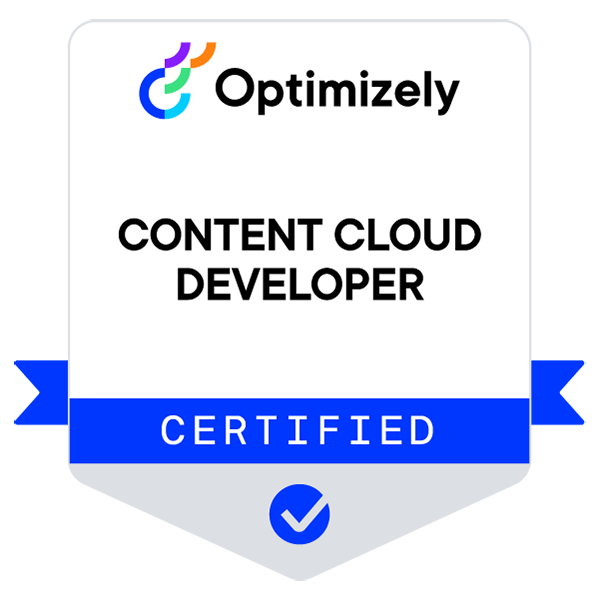 Optimizely
CONTENT CLOUD
DEVELOPER
CERTIFIED